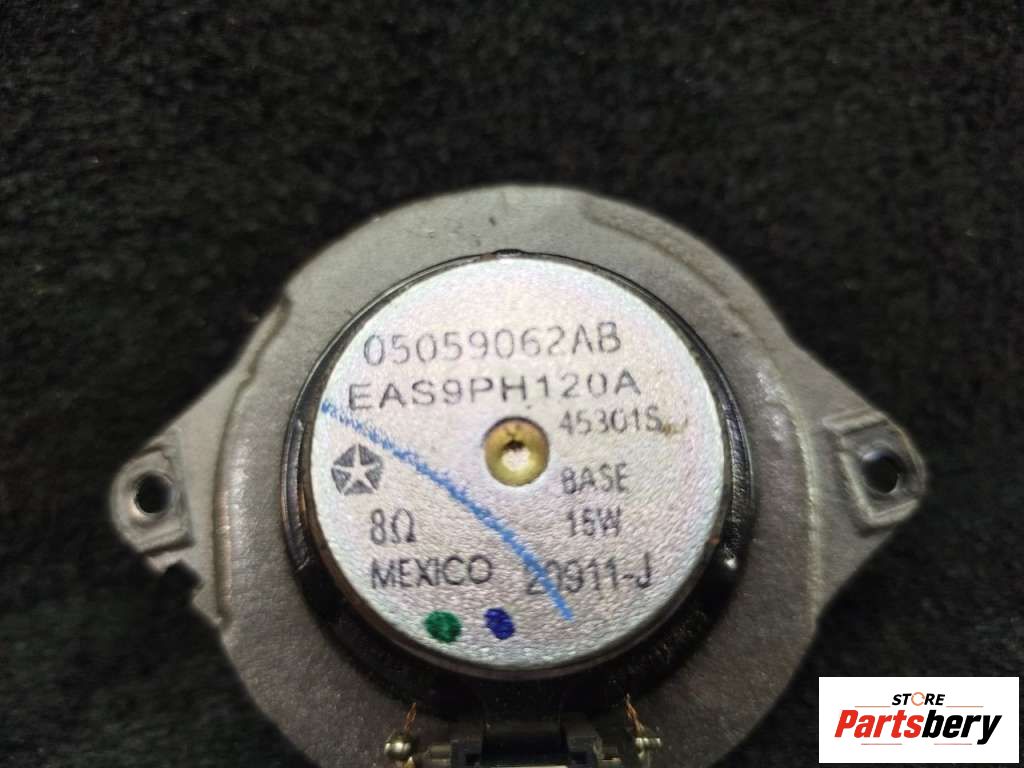 05059062AB
EAS9PH120A
45301S
BASE
8Ω
15W
MEXICO
20911-J
STORE
Partsbery